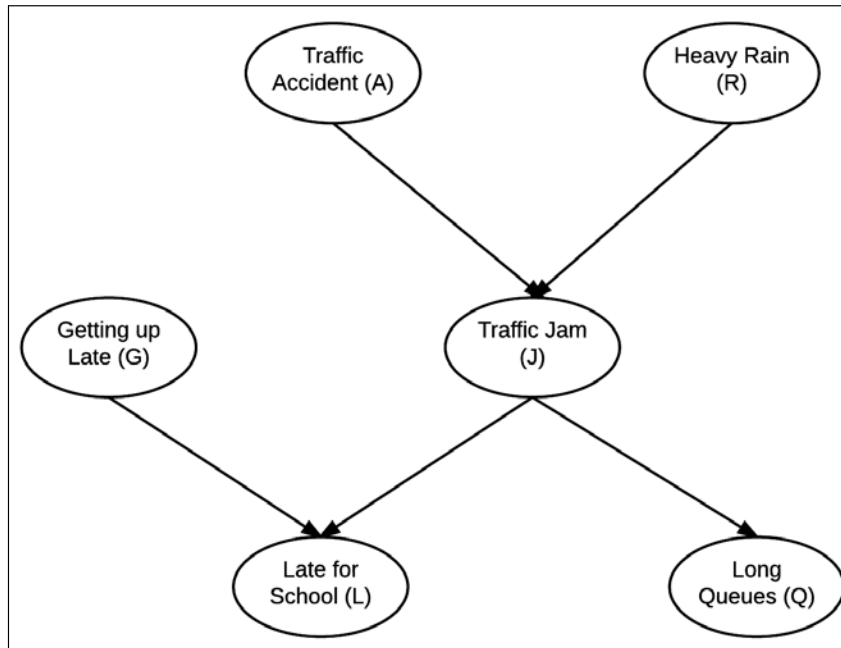 Traffic
Accident (A)
Heavy Rain
(R)
Getting up
Late (G)
Traffic Jam
(J)
Late for
School (L)
Long
Queues (Q)